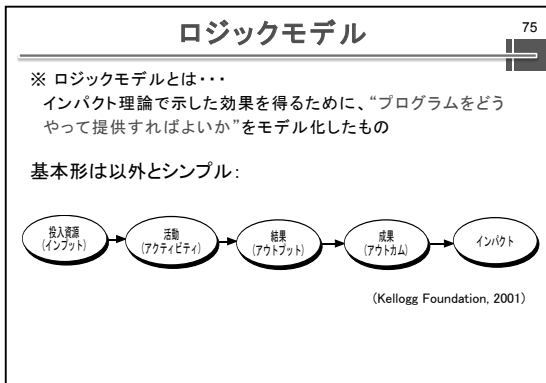 ロジックモデル
75
※ ロジックモデルとは・・・
インパクト理論で示した効果を得るために、“プログラムをどう
やって提供すればよいか”をモデル化したもの
基本形は以外とシンプル：
投入資源
(インプット)
活動
(アクティビティ)
結果
(アウトプット)
成果
(アウトカム)
インパクト
(Kellogg Foundation, 2001)